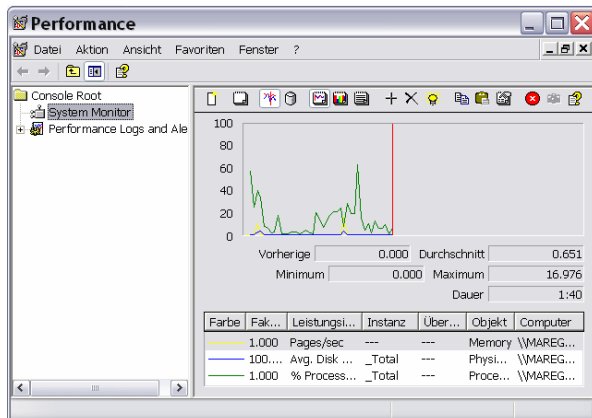 Performance
Datei Aktion Ansicht Favoriten Fenster ?
Console Root
System Monitor
Performance Logs and Ale
100
80
60
40
20
0
Vorherige 0.000 Durchschnitt 0.651
Minimum 0.000 Maximum 16.976
Dauer 1:40
Farbe Fak... Leistungsi... Instanz Über... Objekt Computer
1.000 Pages/sec --- --- Memory \\MAREG...
100.... Avg. Disk ... _Total --- Physi... \\MAREG...
1.000 % Process... _Total --- Proce... \\MAREG...